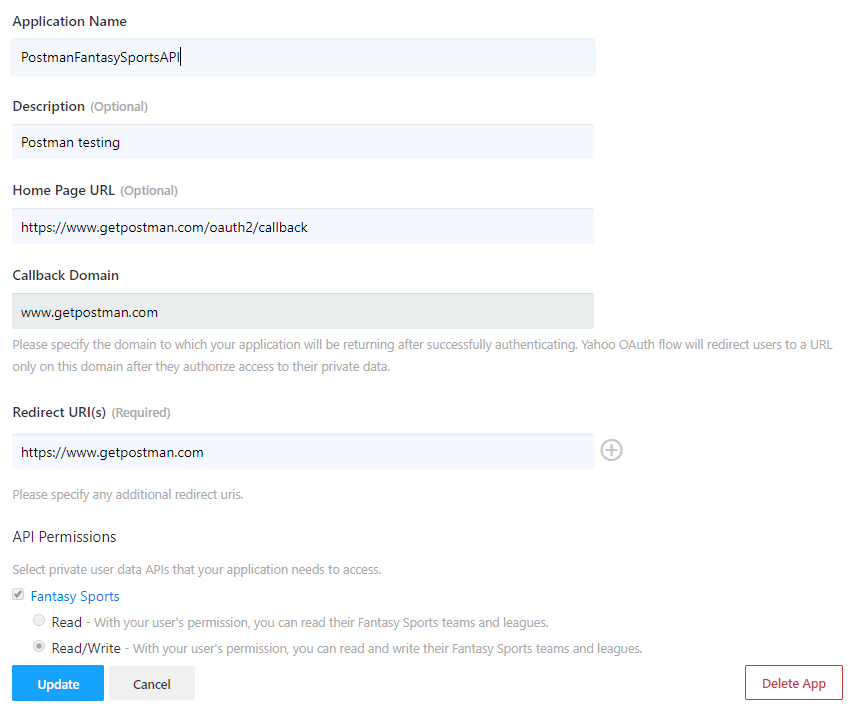 Application Name
PostmanFantasySportsAPI
Description (Optional)
Postman testing
Home Page URL (Optional)
https://www.getpostman.com/oauth2/callback
Callback Domain
www.getpostman.com
Please specify the domain to which your application will be returning after successfully authenticating. Yahoo OAuth flow will redirect users to a URL
only on this domain after they authorize access to their private data.
Redirect URI(s) (Required)
https://www.getpostman.com
Please specify any additional redirect uris.
API Permissions
Select private user data APIs that your application needs to access.
Fantasy Sports
Read - With your user's permission, you can read their Fantasy Sports teams and leagues.
Read/Write - With your user's permission, you can read and write their Fantasy Sports teams and leagues.
Update Cancel Delete App